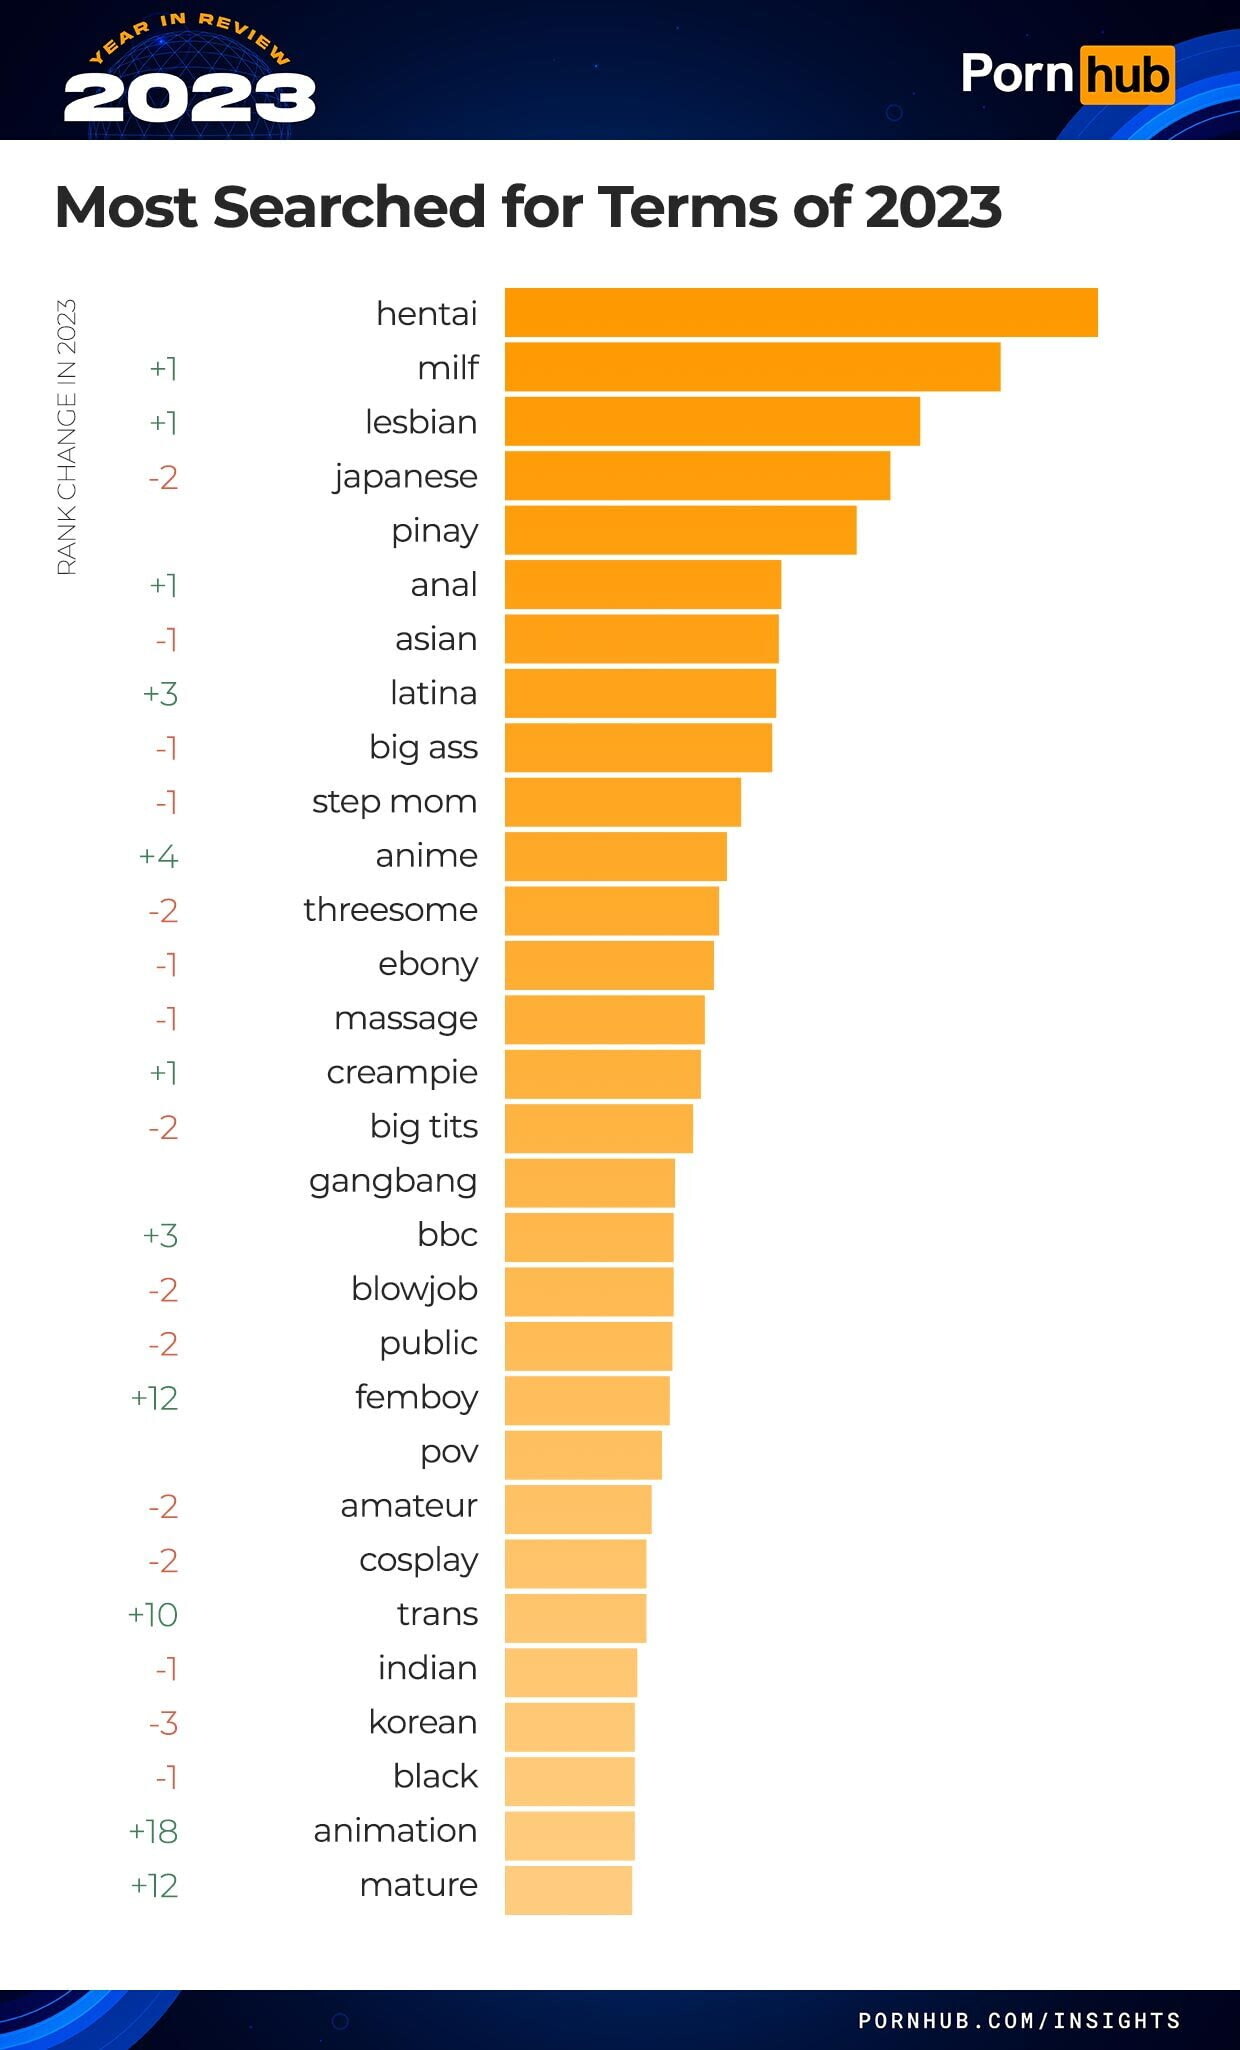 YEAR IN REVIEW
2023
Pornhub
Most Searched for Terms of 2023
RANK CHANGE IN 2023
hentai
+1 milf
+1 lesbian
-2 japanese
pinay
+1 anal
-1 asian
+3 latina
-1 big ass
-1 step mom
+4 anime
-2 threesome
-1 ebony
-1 massage
+1 creampie
-2 big tits
gangbang
+3 bbc
-2 blowjob
-2 public
+12 femboy
pov
-2 amateur
-2 cosplay
+10 trans
-1 indian
-3 korean
-1 black
+18 animation
+12 mature
PORNHUB.COM/INSIGHTS